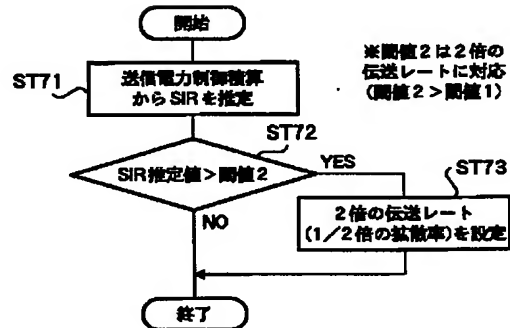 開始
ST71
送信電力制御積算
からSIRを推定
※閾値2は2倍の
伝送レートに対応
(閾値2>閾値1)
ST72
SIR推定値>閾値2
YES
NO
ST73
2倍の伝送レート
(1/2倍の拡散率)を設定
終了